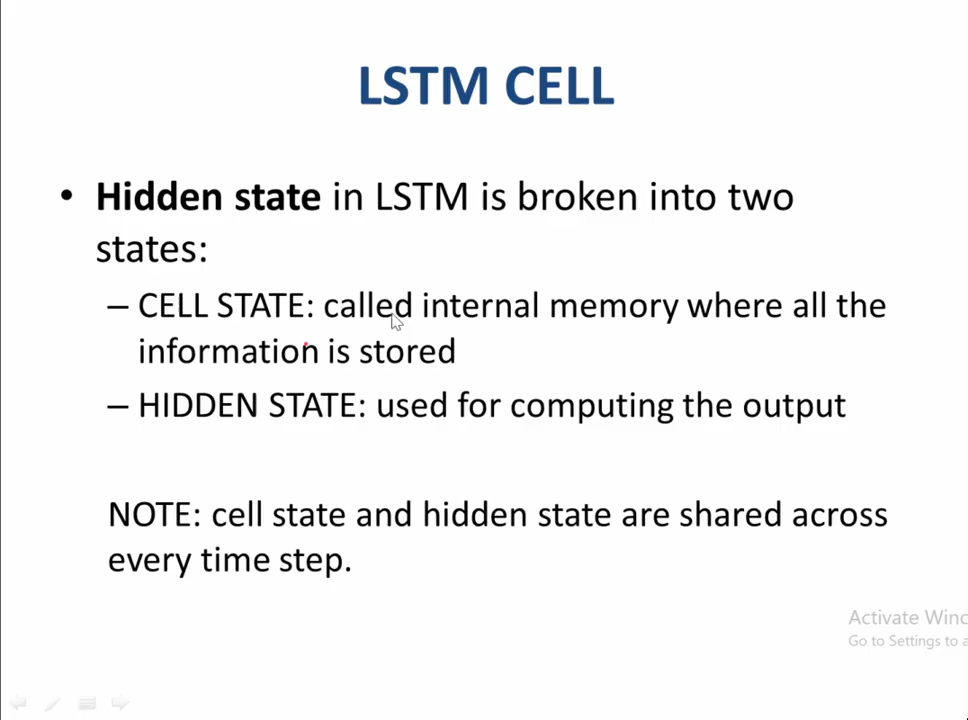 LSTM CELL
• Hidden state in LSTM is broken into two
states:
– CELL STATE: called internal memory where all the
information is stored
– HIDDEN STATE: used for computing the output
NOTE: cell state and hidden state are shared across
every time step.
Activate Winc
Go to Settings to a